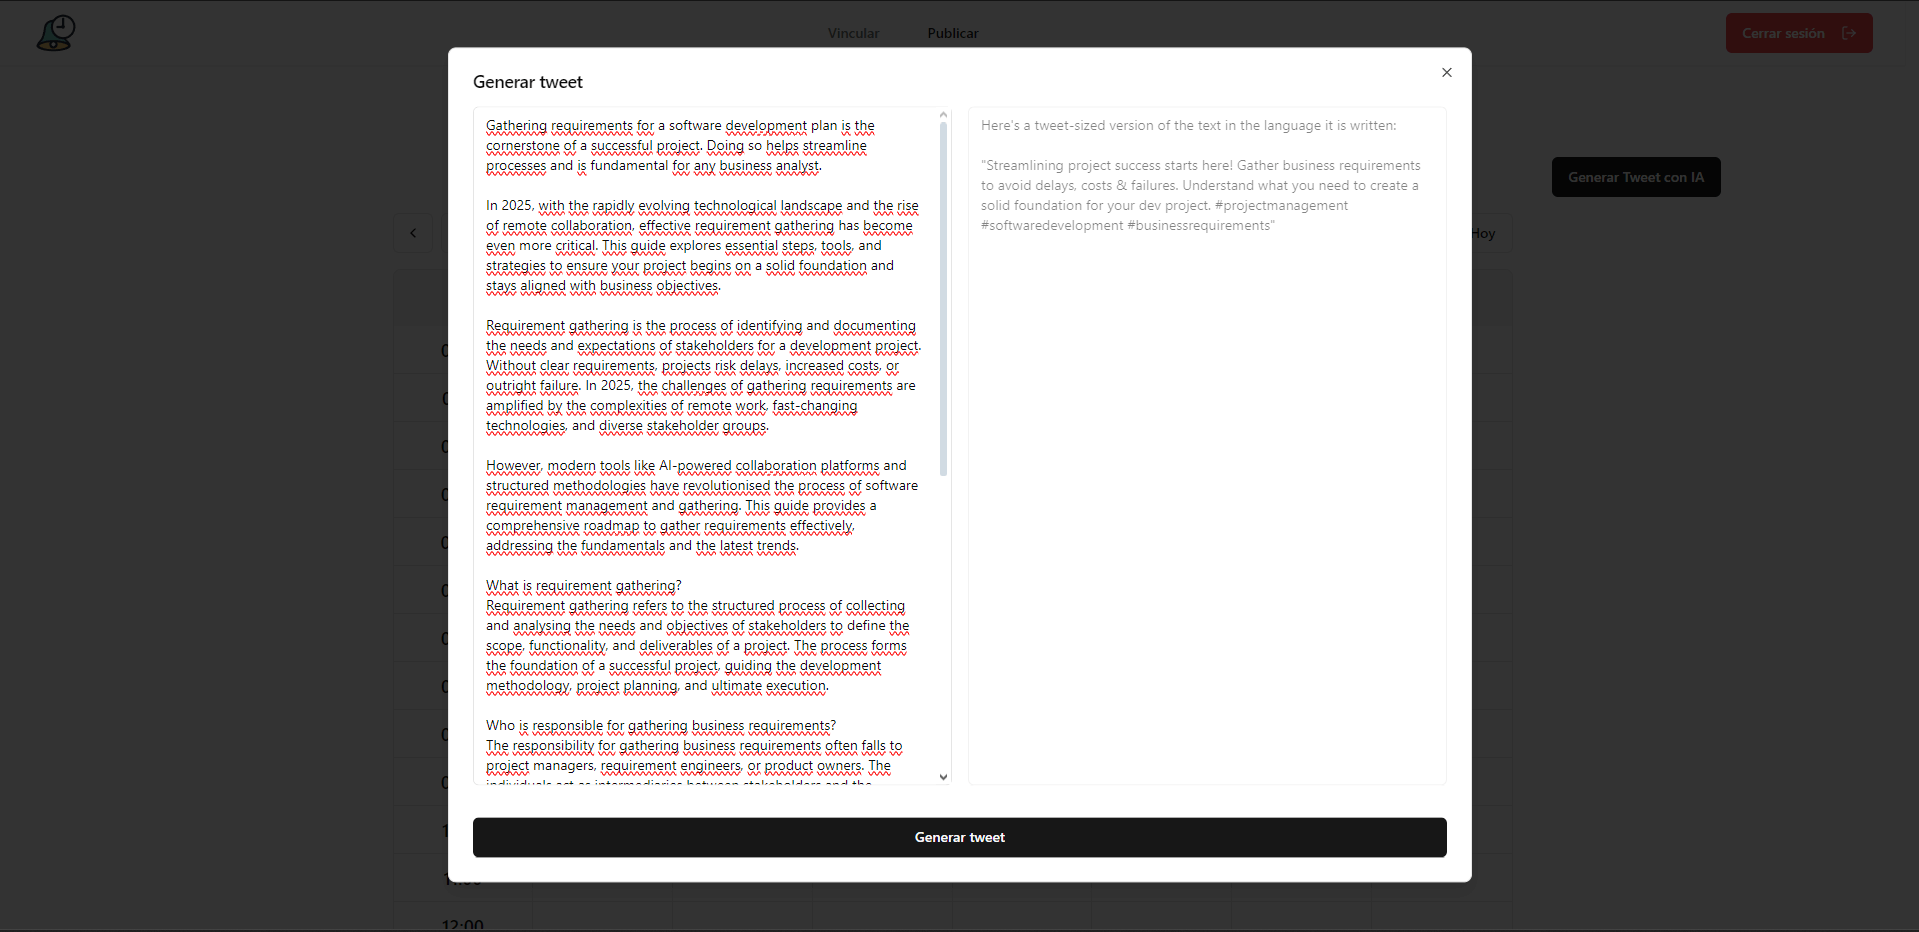 Vincular
Publicar
Cerrar sesión
Generar tweet
Gathering requirements for a software development plan is the
cornerstone of a successful project. Doing so helps streamline
processes and is fundamental for any business analyst.
In 2025, with the rapidly evolving technological landscape and the rise
of remote collaboration, effective requirement gathering has become
even more critical. This guide explores essential steps, tools, and
strategies to ensure your project begins on a solid foundation and
stays aligned with business objectives.
Requirement gathering is the process of identifying and documenting
the needs and expectations of stakeholders for a development project.
Without clear requirements, projects risk delays, increased costs, or
outright failure. In 2025, the challenges of gathering requirements are
amplified by the complexities of remote work, fast-changing
technologies, and diverse stakeholder groups.
However, modern tools like AI-powered collaboration platforms and
structured methodologies have revolutionised the process of software
requirement management and gathering. This guide provides a
comprehensive roadmap to gather requirements effectively,
addressing the fundamentals and the latest trends.
What is requirement gathering?
Requirement gathering refers to the structured process of collecting
and analysing the needs and objectives of stakeholders to define the
scope, functionality, and deliverables of a project. The process forms
the foundation of a successful project, guiding the development
methodology, project planning, and ultimate execution.
Who is responsible for gathering business requirements?
The responsibility for gathering business requirements often falls to
project managers, requirement engineers, or product owners. The
individuals act as intermediaries between stakeholders and the
Here's a tweet-sized version of the text in the language it is written:
"Streamlining project success starts here! Gather business requirements
to avoid delays, costs & failures. Understand what you need to create a
solid foundation for your dev project. #projectmanagement
#softwaredevelopment #businessrequirements"
Generar Tweet con IA
Hoy
Generar tweet
12:00